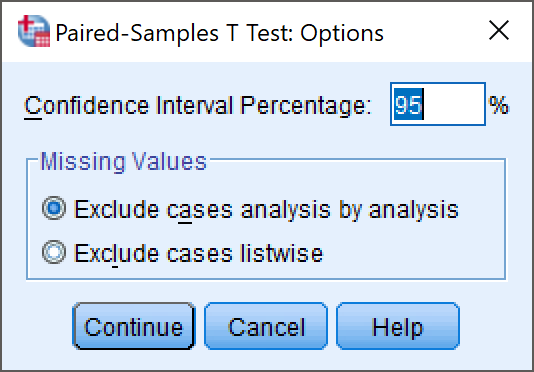 Paired-Samples T Test: Options
Confidence Interval Percentage: 95 %
Missing Values
Exclude cases analysis by analysis
Exclude cases listwise
Continue Cancel Help